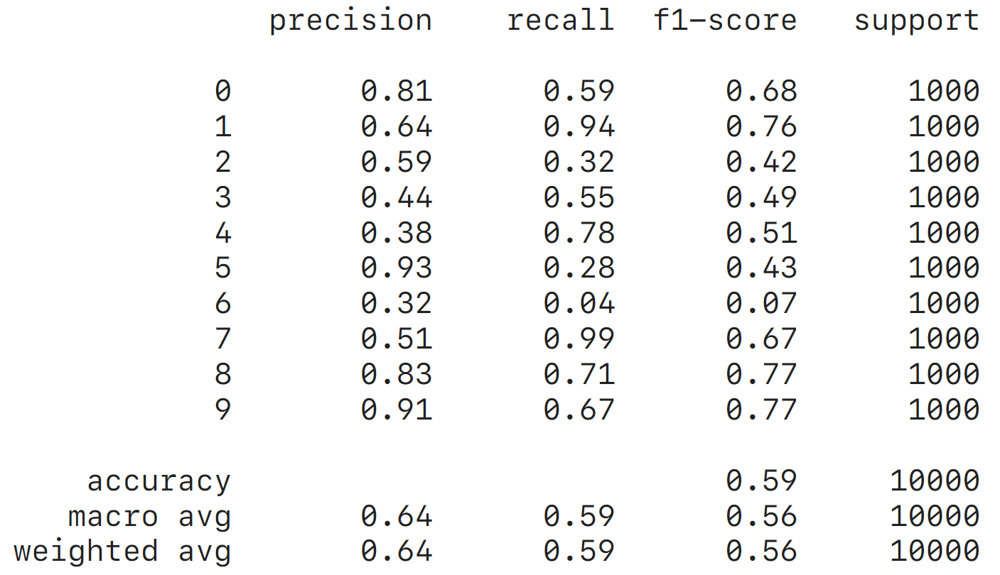 precision recall f1-score support
0 0.81 0.59 0.68 1000
1 0.64 0.94 0.76 1000
2 0.59 0.32 0.42 1000
3 0.44 0.55 0.49 1000
4 0.38 0.78 0.51 1000
5 0.93 0.28 0.43 1000
6 0.32 0.04 0.07 1000
7 0.51 0.99 0.67 1000
8 0.83 0.71 0.77 1000
9 0.91 0.67 0.77 1000
accuracy 0.59 10000
macro avg 0.64 0.59 0.56 10000
weighted avg 0.64 0.59 0.56 10000